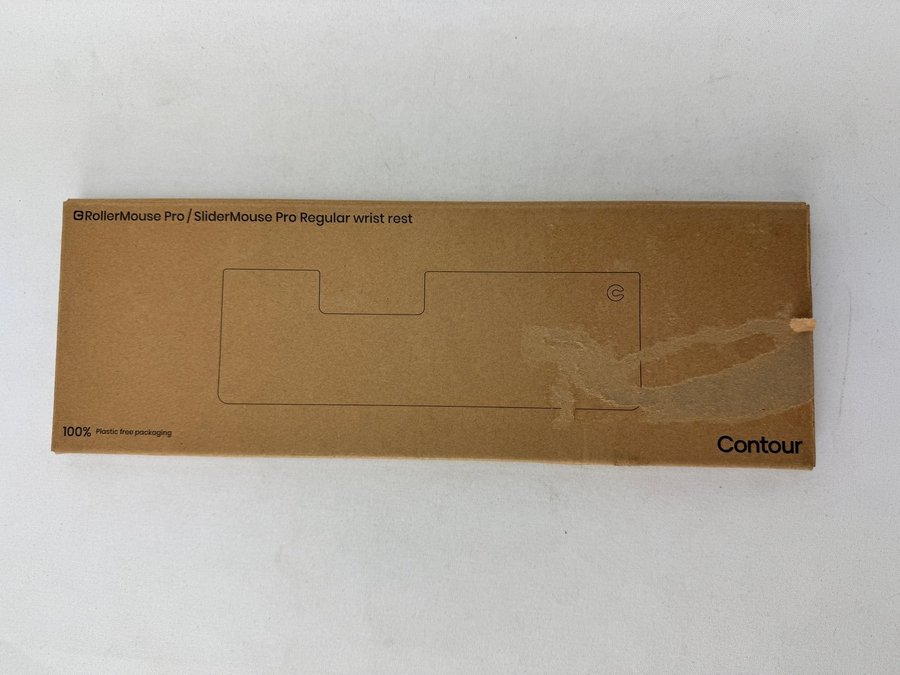 RollerMouse Pro / SliderMouse Pro Regular wrist rest
100% Plastic free packaging
Contour